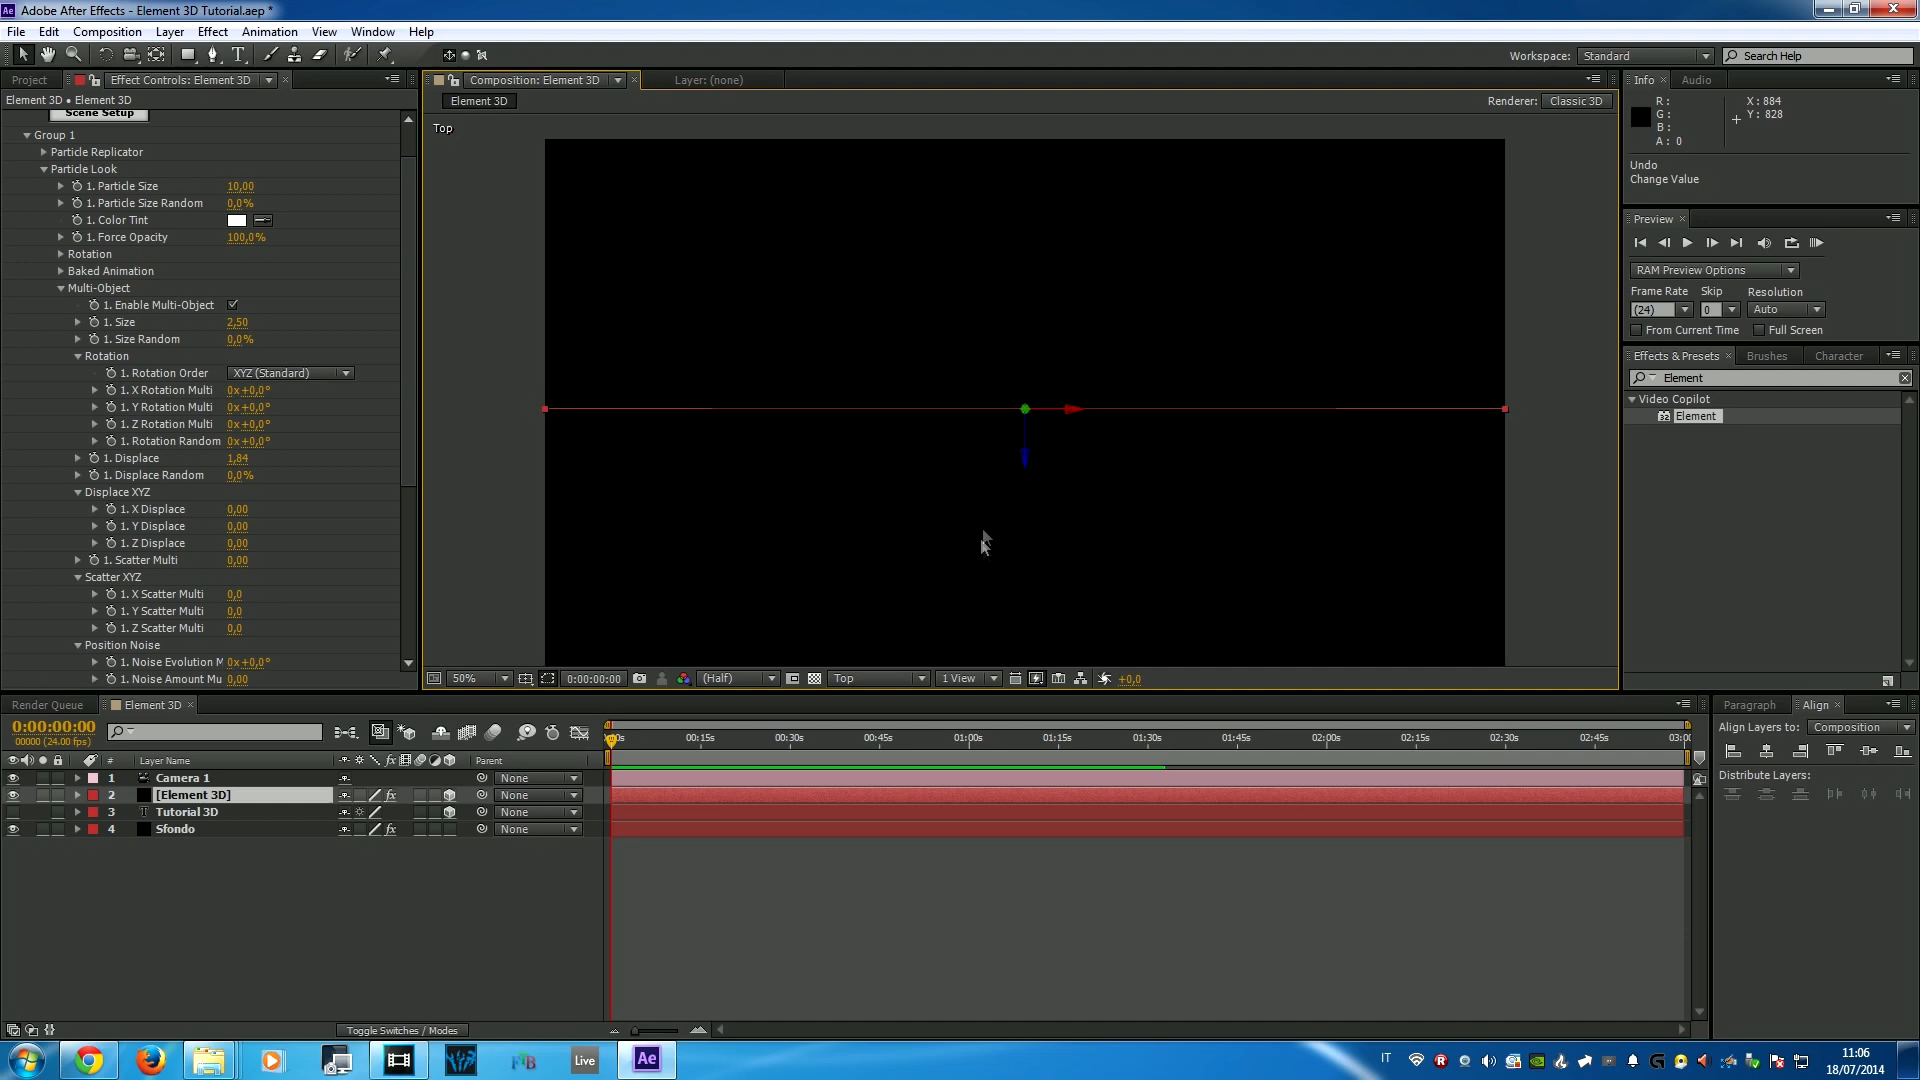 Ae Adobe After Effects - Element 3D Tutorial.aep *
File Edit Composition Layer Effect Animation View Window Help
Workspace: Standard Search Help
Project Effect Controls: Element 3D
Element 3D • Element 3D
Scene Setup
Group 1
Particle Replicator
Particle Look
1. Particle Size 10,00
1. Particle Size Random 0,0%
1. Color Tint
1. Force Opacity 100,0%
Rotation
Baked Animation
Multi-Object
1. Enable Multi-Object
1. Size 2,50
1. Size Random 0,0%
Rotation
1. Rotation Order XYZ (Standard)
1. X Rotation Multi 0x+0,0°
1. Y Rotation Multi 0x+0,0°
1. Z Rotation Multi 0x+0,0°
1. Rotation Random 0x+0,0°
1. Displace 1,84
1. Displace Random 0,0%
Displace XYZ
1. X Displace 0,00
1. Y Displace 0,00
1. Z Displace 0,00
1. Scatter Multi 0,00
Scatter XYZ
1. X Scatter Multi 0,0
1. Y Scatter Multi 0,0
1. Z Scatter Multi 0,0
Position Noise
1. Noise Evolution M 0x+0,0°
1. Noise Amount Mu 0,00
Composition: Element 3D Layer: (none)
Element 3D Renderer: Classic 3D
Top
50% 0:00:00:00 (Half) Top 1 View +0,0
Info Audio
R: X: 884
G: Y: 828
B:
A: 0
Undo
Change Value
Preview
RAM Preview Options
Frame Rate Skip Resolution
(24) 0 Auto
From Current Time Full Screen
Effects & Presets Brushes Character
Element
Video Copilot
32 Element
Render Queue Element 3D
0:00:00:00
00000 (24.00 fps)
00:15s 00:30s 00:45s 01:00s 01:15s 01:30s 01:45s 02:00s 02:15s 02:30s 02:45s 03:00
# Layer Name fx Parent
1 Camera 1 None
2 [Element 3D] fx None
3 T Tutorial 3D None
4 Sfondo fx None
Toggle Switches / Modes
Paragraph Align
Align Layers to: Composition
Distribute Layers:
Live Ae IT
11:06
18/07/2014